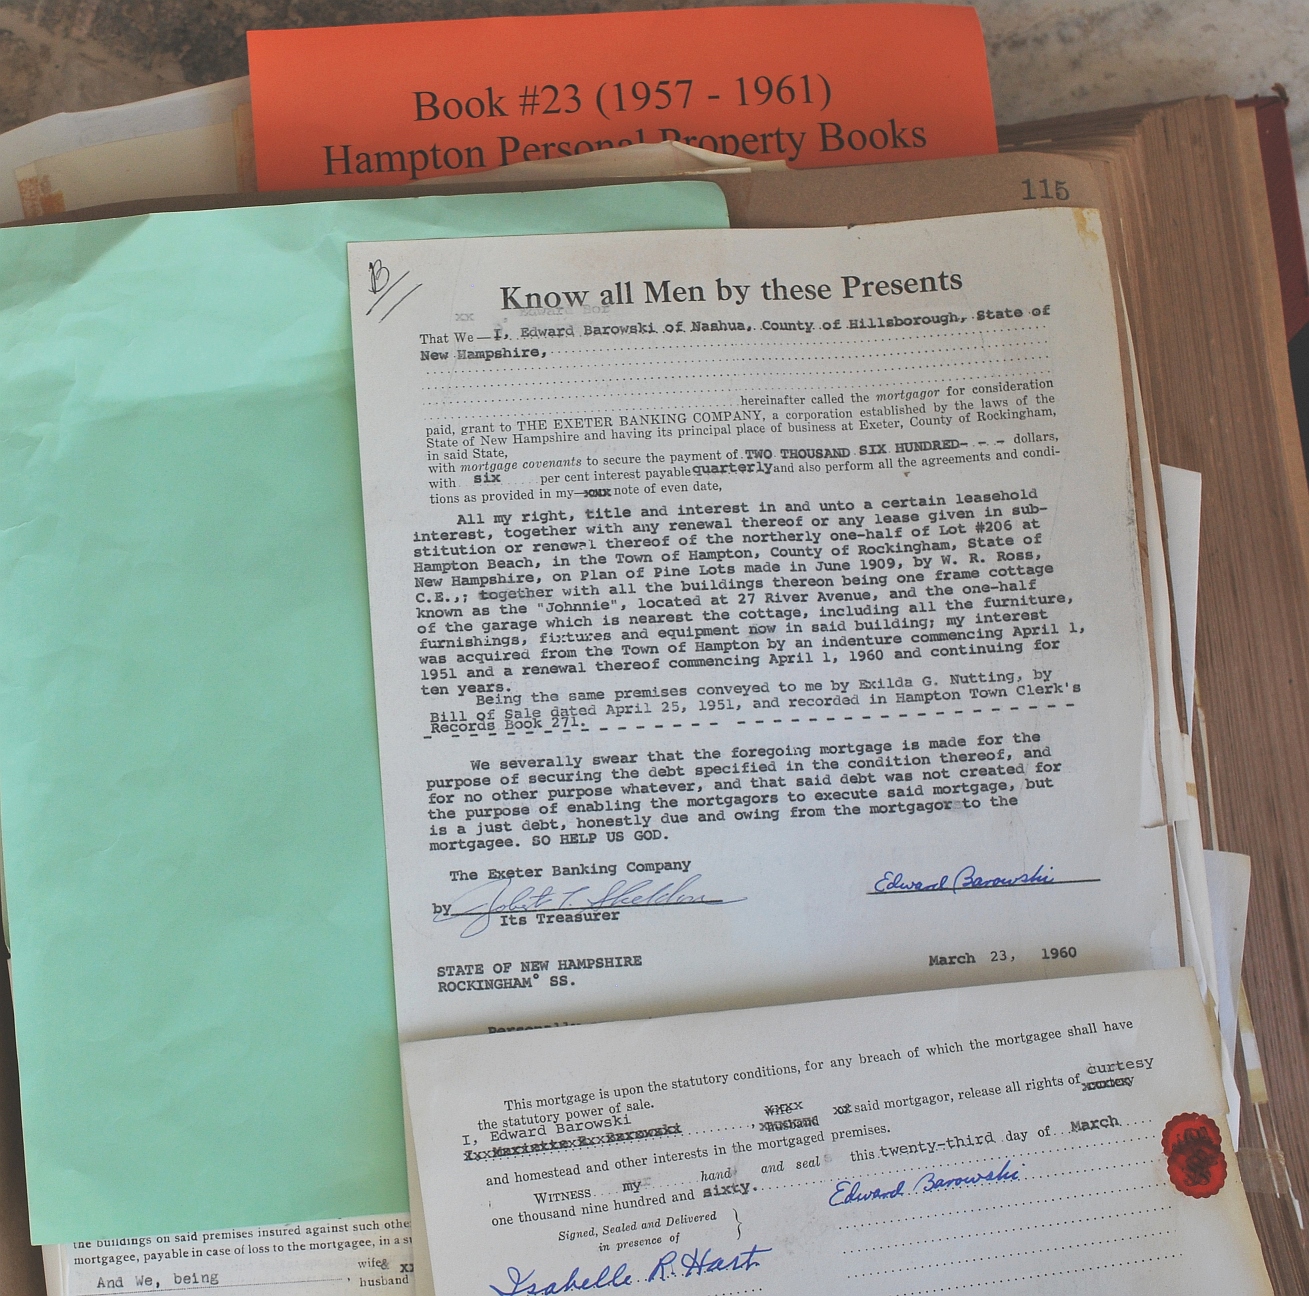 Book #23 (1957 - 1961)
Hampton Personal Property Books
115
B
Know all Men by these Presents
xx , Edward Bor
That We — I, Edward Barowski of Nashua, County of Hillsborough, State of
New Hampshire,
hereinafter called the mortgagor for consideration
paid, grant to THE EXETER BANKING COMPANY, a corporation established by the laws of the
State of New Hampshire and having its principal place of business at Exeter, County of Rockingham,
in said State,
with mortgage covenants to secure the payment of TWO THOUSAND SIX HUNDRED- - - dollars,
with six per cent interest payable quarterly and also perform all the agreements and condi-
tions as provided in my—xxx note of even date,
All my right, title and interest in and unto a certain leasehold
interest, together with any renewal thereof or any lease given in sub-
stitution or renewal thereof of the northerly one-half of Lot #206 at
Hampton Beach, in the Town of Hampton, County of Rockingham, State of
New Hampshire, on Plan of Pine Lots made in June 1909, by W. R. Ross,
C.E.,; together with all the buildings thereon being one frame cottage
known as the "Johnnie", located at 27 River Avenue, and the one-half
of the garage which is nearest the cottage, including all the furniture,
furnishings, fixtures and equipment now in said building; my interest
was acquired from the Town of Hampton by an indenture commencing April 1,
1951 and a renewal thereof commencing April 1, 1960 and continuing for
ten years.
Being the same premises conveyed to me by Exilda G. Nutting, by
Bill of Sale dated April 25, 1951, and recorded in Hampton Town Clerk's
Records Book 271.
We severally swear that the foregoing mortgage is made for the
purpose of securing the debt specified in the condition thereof, and
for no other purpose whatever, and that said debt was not created for
the purpose of enabling the mortgagors to execute said mortgage, but
is a just debt, honestly due and owing from the mortgagor to the
mortgagee. SO HELP US GOD.
The Exeter Banking Company
Edward Barowski
by Robert T. Sheldon
Its Treasurer
STATE OF NEW HAMPSHIRE
March 23, 1960
ROCKINGHAM SS.
Personally
This mortgage is upon the statutory conditions, for any breach of which the mortgagee shall have
the statutory power of sale.
I, Edward Barowski
wife husband said mortgagor, release all rights of curtesy
and homestead and other interests in the mortgaged premises.
WITNESS my hand and seal this twenty-third day of March
one thousand nine hundred and sixty.
Edward Barowski
Signed, Sealed and Delivered
in presence of
Isabelle R. Hart
the buildings on said premises insured against such othe
mortgagee, payable in case of loss to the mortgagee, in a
And We, being , wife
husband